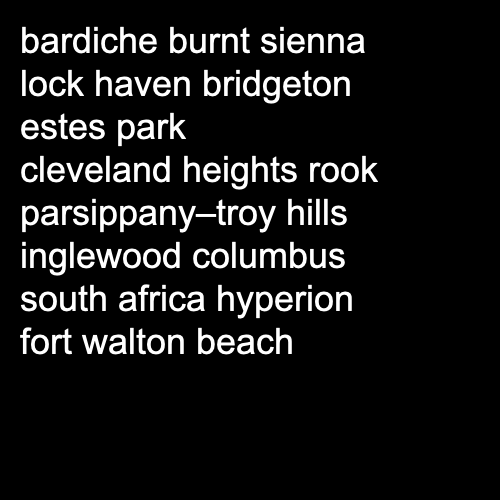 bardiche burnt sienna
lock haven bridgeton
estes park
cleveland heights rook
parsippany–troy hills
inglewood columbus
south africa hyperion
fort walton beach